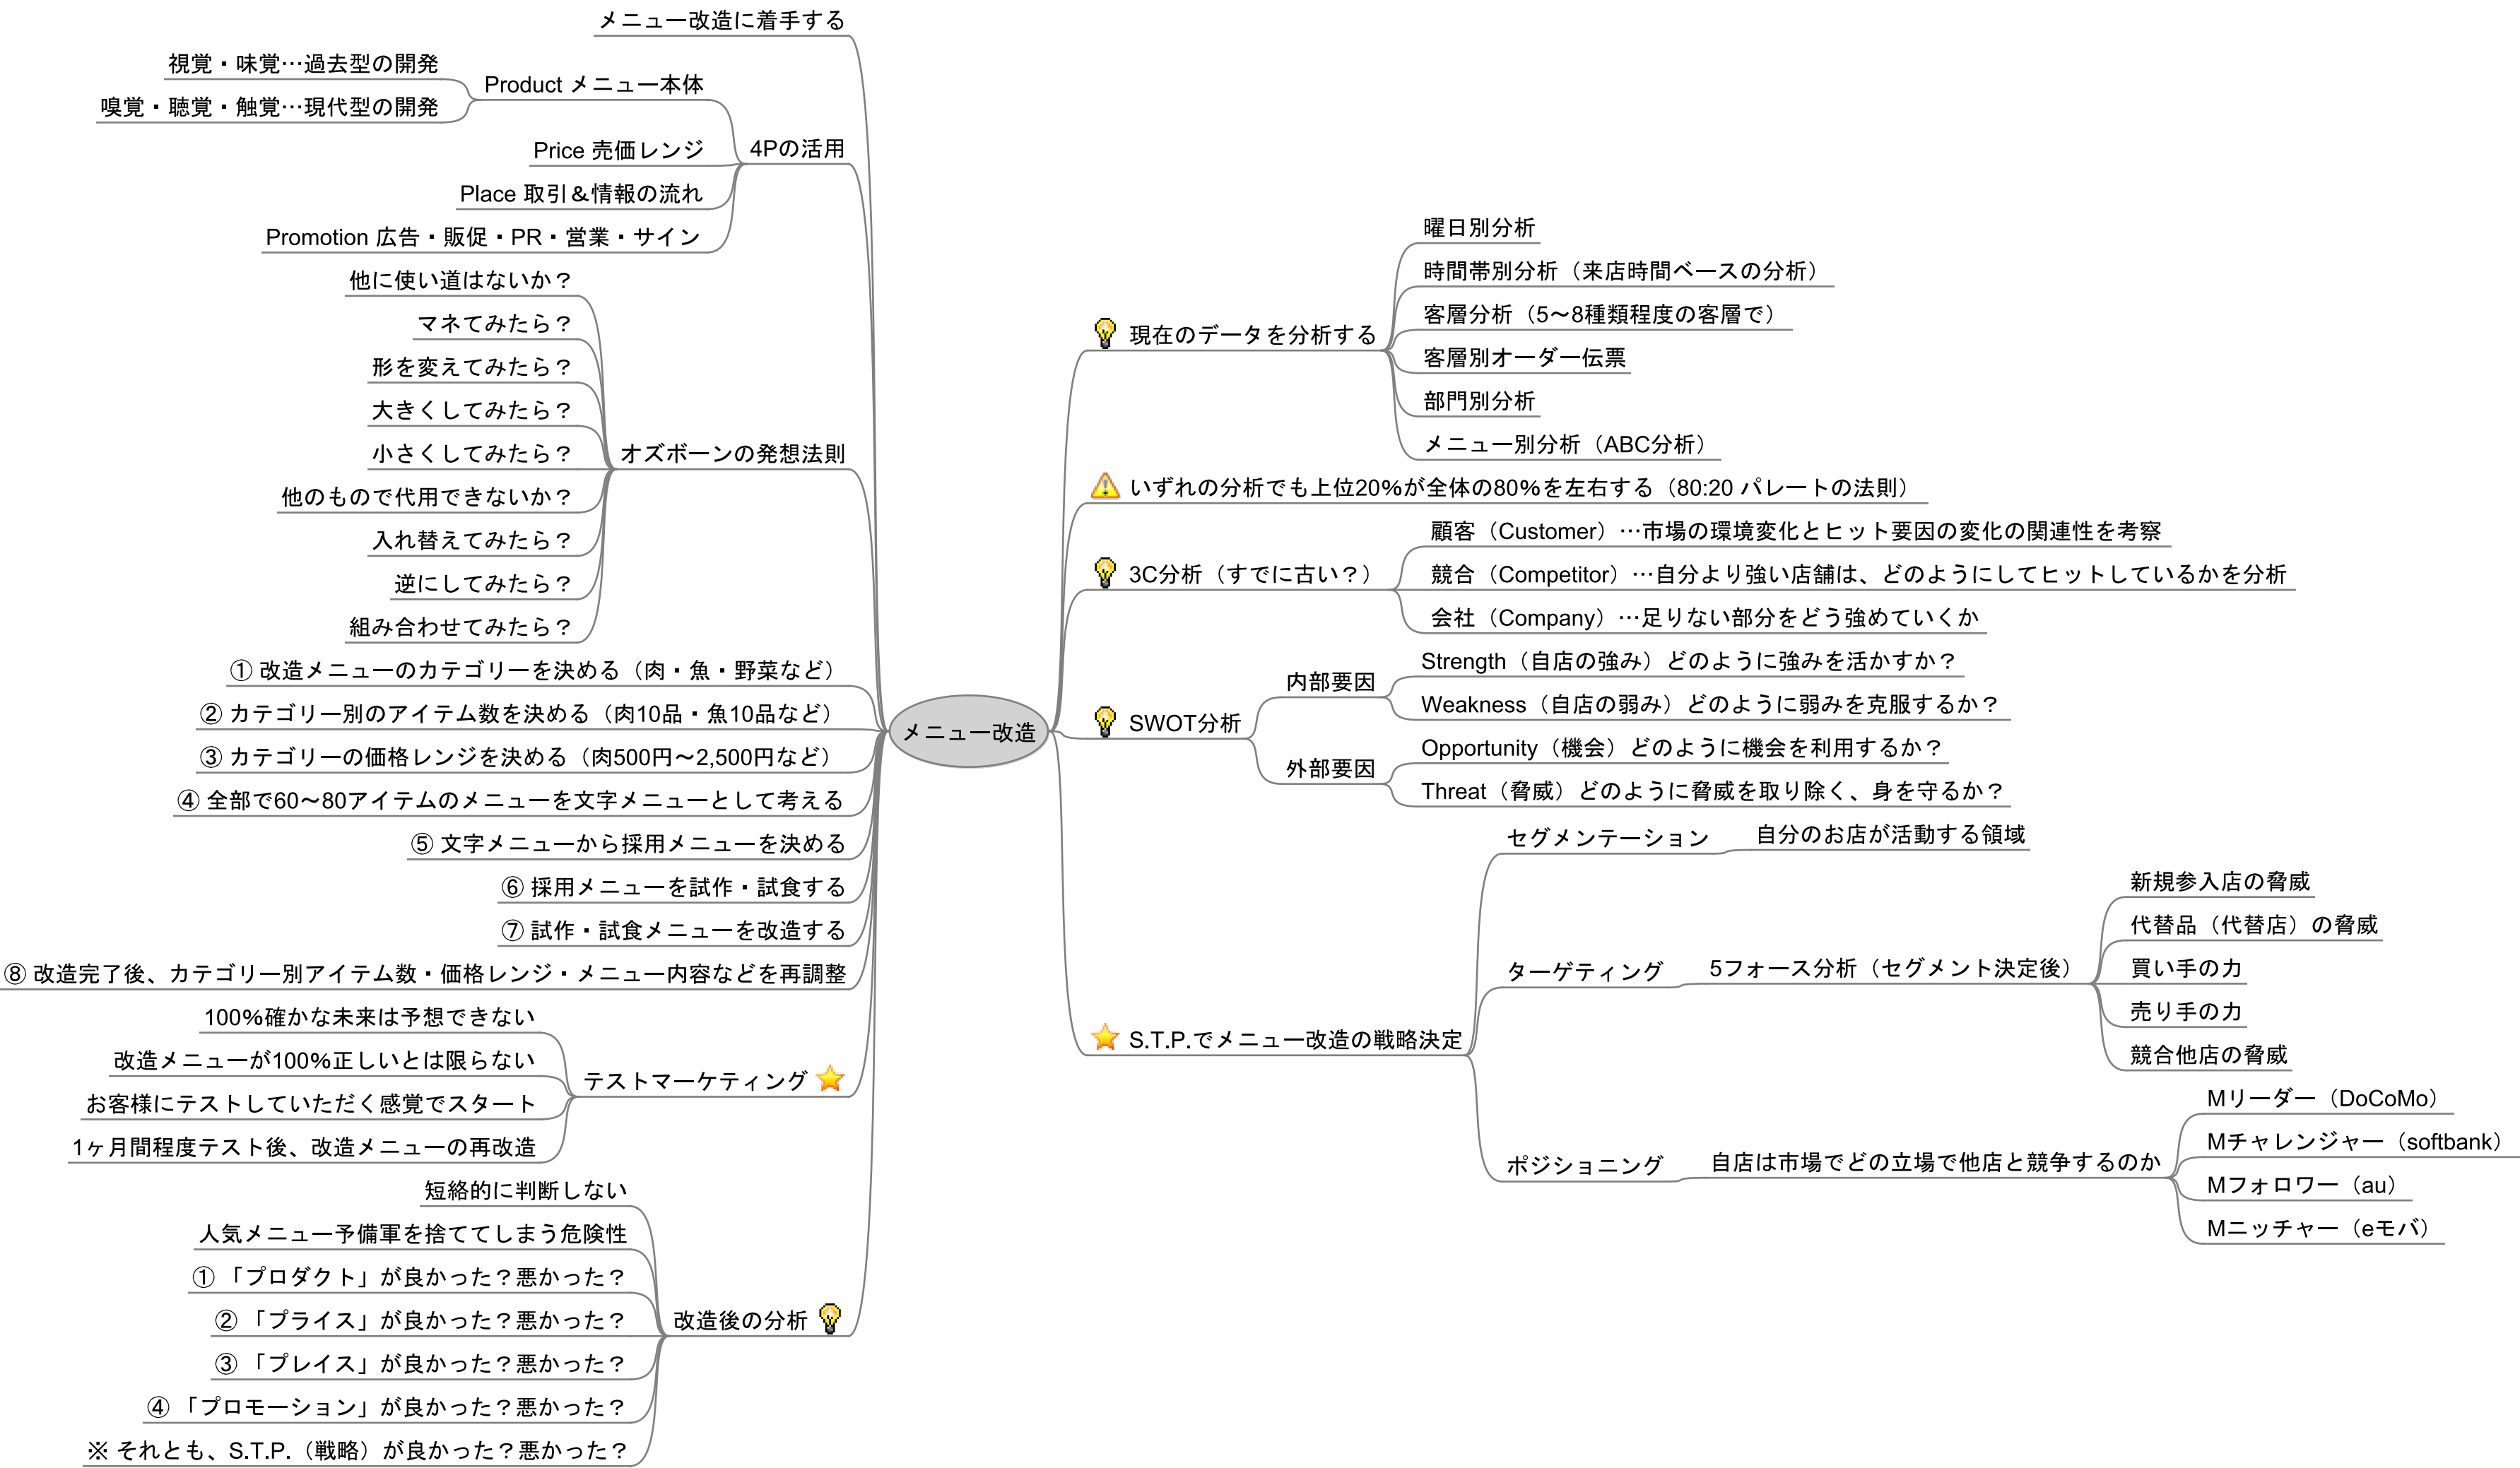 メニュー改造
メニュー改造に着手する
4Pの活用
Product メニュー本体
視覚・味覚…過去型の開発
嗅覚・聴覚・触覚…現代型の開発
Price 売価レンジ
Place 取引＆情報の流れ
Promotion 広告・販促・PR・営業・サイン
オズボーンの発想法則
他に使い道はないか？
マネてみたら？
形を変えてみたら？
大きくしてみたら？
小さくしてみたら？
他のもので代用できないか？
入れ替えてみたら？
逆にしてみたら？
組み合わせてみたら？
① 改造メニューのカテゴリーを決める（肉・魚・野菜など）
② カテゴリー別のアイテム数を決める（肉10品・魚10品など）
③ カテゴリーの価格レンジを決める（肉500円～2,500円など）
④ 全部で60～80アイテムのメニューを文字メニューとして考える
⑤ 文字メニューから採用メニューを決める
⑥ 採用メニューを試作・試食する
⑦ 試作・試食メニューを改造する
⑧ 改造完了後、カテゴリー別アイテム数・価格レンジ・メニュー内容などを再調整
テストマーケティング
100%確かな未来は予想できない
改造メニューが100%正しいとは限らない
お客様にテストしていただく感覚でスタート
1ヶ月間程度テスト後、改造メニューの再改造
改造後の分析
短絡的に判断しない
人気メニュー予備軍を捨ててしまう危険性
① 「プロダクト」が良かった？悪かった？
② 「プライス」が良かった？悪かった？
③ 「プレイス」が良かった？悪かった？
④ 「プロモーション」が良かった？悪かった？
※ それとも、S.T.P.（戦略）が良かった？悪かった？
現在のデータを分析する
曜日別分析
時間帯別分析（来店時間ベースの分析）
客層分析（5～8種類程度の客層で）
客層別オーダー伝票
部門別分析
メニュー別分析（ABC分析）
いずれの分析でも上位20%が全体の80%を左右する（80:20 パレートの法則）
3C分析（すでに古い？）
顧客（Customer）…市場の環境変化とヒット要因の変化の関連性を考察
競合（Competitor）…自分より強い店舗は、どのようにしてヒットしているかを分析
会社（Company）…足りない部分をどう強めていくか
SWOT分析
内部要因
Strength（自店の強み）どのように強みを活かすか？
Weakness（自店の弱み）どのように弱みを克服するか？
外部要因
Opportunity（機会）どのように機会を利用するか？
Threat（脅威）どのように脅威を取り除く、身を守るか？
S.T.P.でメニュー改造の戦略決定
セグメンテーション
自分のお店が活動する領域
ターゲティング
5フォース分析（セグメント決定後）
新規参入店の脅威
代替品（代替店）の脅威
買い手の力
売り手の力
競合他店の脅威
ポジショニング
自店は市場でどの立場で他店と競争するのか
Mリーダー（DoCoMo）
Mチャレンジャー（softbank）
Mフォロワー（au）
Mニッチャー（eモバ）